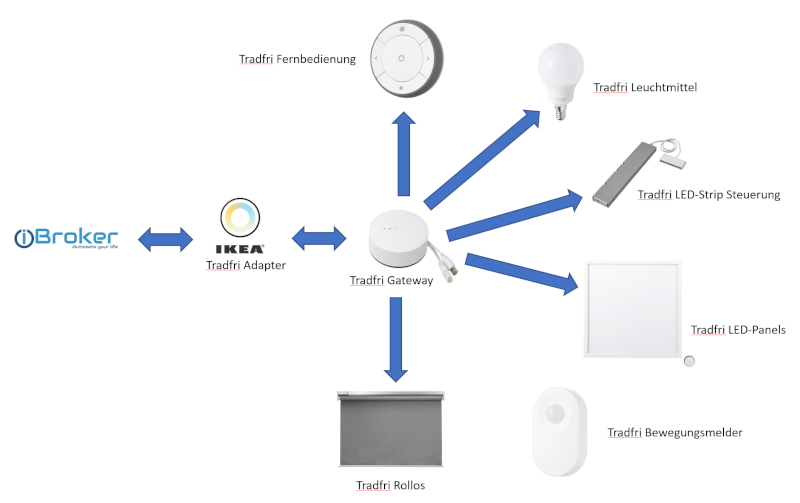 Tradfri Fernbedienung
Tradfri Leuchtmittel
Tradfri LED-Strip Steuerung
iBroker
Automate your life
IKEA®
Tradfri Adapter
Tradfri Gateway
Tradfri LED-Panels
Tradfri Bewegungsmelder
Tradfri Rollos